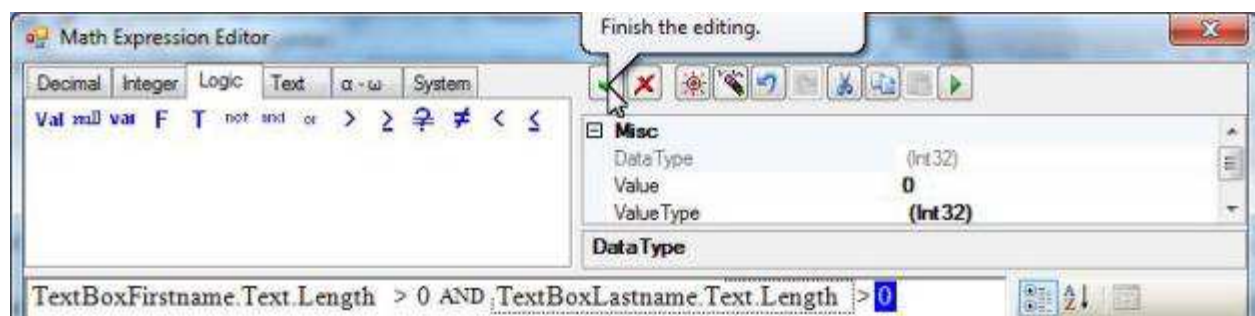 Math Expression Editor
Finish the editing.
Decimal Integer Logic Text α - ω System
Val null var F T not and or > ≥ ≠ < ≤
Misc
DataType (Int32)
Value 0
ValueType (Int32)
DataType
TextBoxFirstname.Text.Length > 0 AND TextBoxLastname.Text.Length > 0